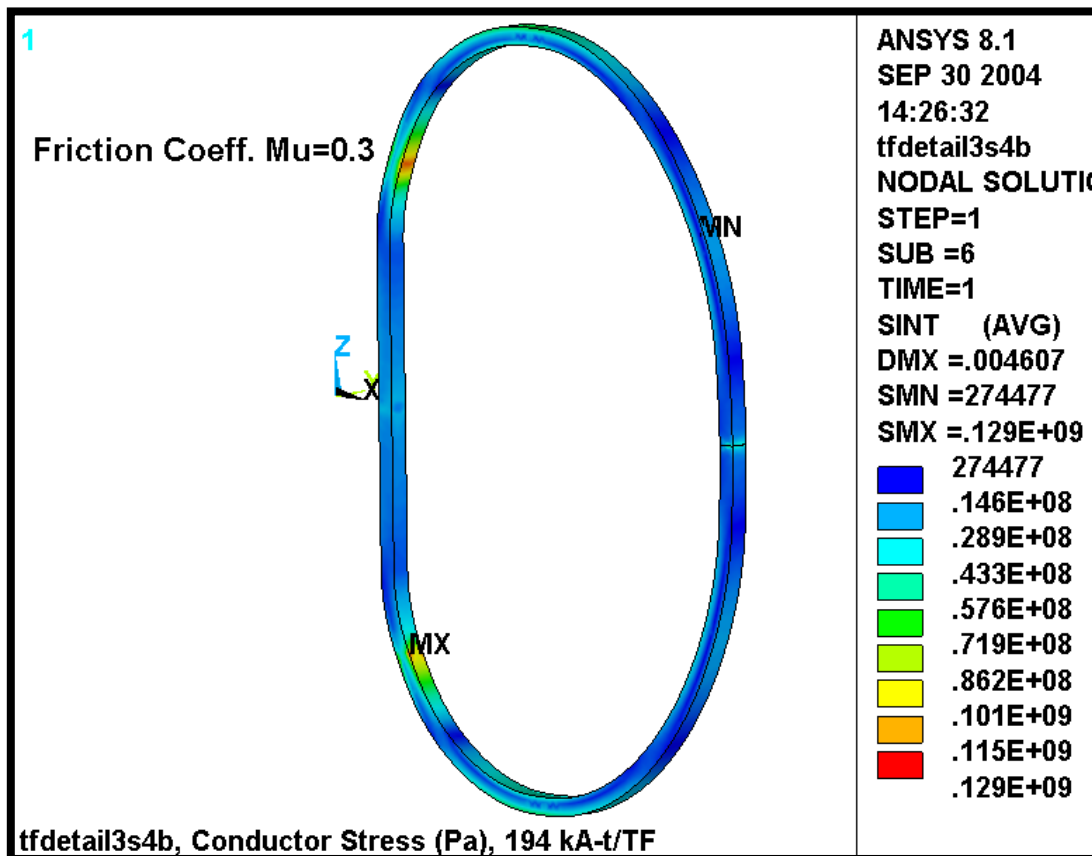 1
Friction Coeff. Mu=0.3
MN
Z
X
MX
tfdetail3s4b, Conductor Stress (Pa), 194 kA-t/TF
ANSYS 8.1
SEP 30 2004
14:26:32
tfdetail3s4b
NODAL SOLUTIO
STEP=1
SUB =6
TIME=1
SINT (AVG)
DMX =.004607
SMN =274477
SMX =.129E+09
274477
.146E+08
.289E+08
.433E+08
.576E+08
.719E+08
.862E+08
.101E+09
.115E+09
.129E+09